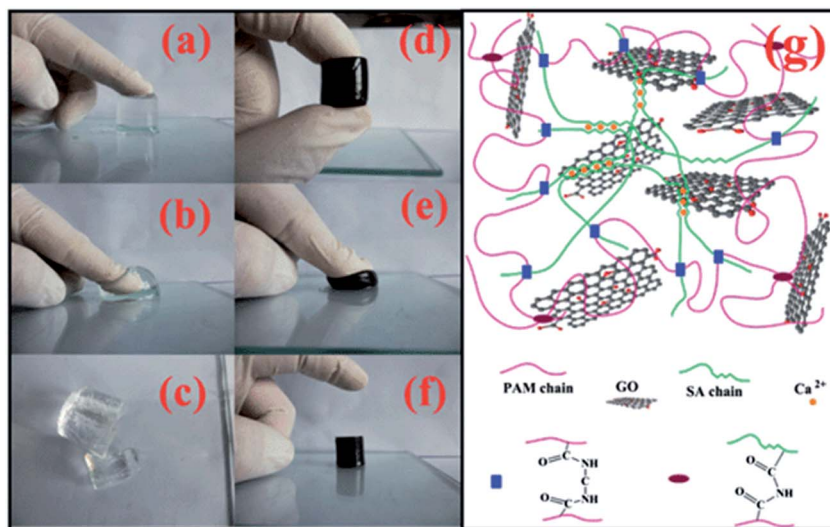 (a)
(b)
(c)
(d)
(e)
(f)
(g)
PAM chain GO SA chain Ca²⁺
O C NH
C
O C NH
O C
NH
O C